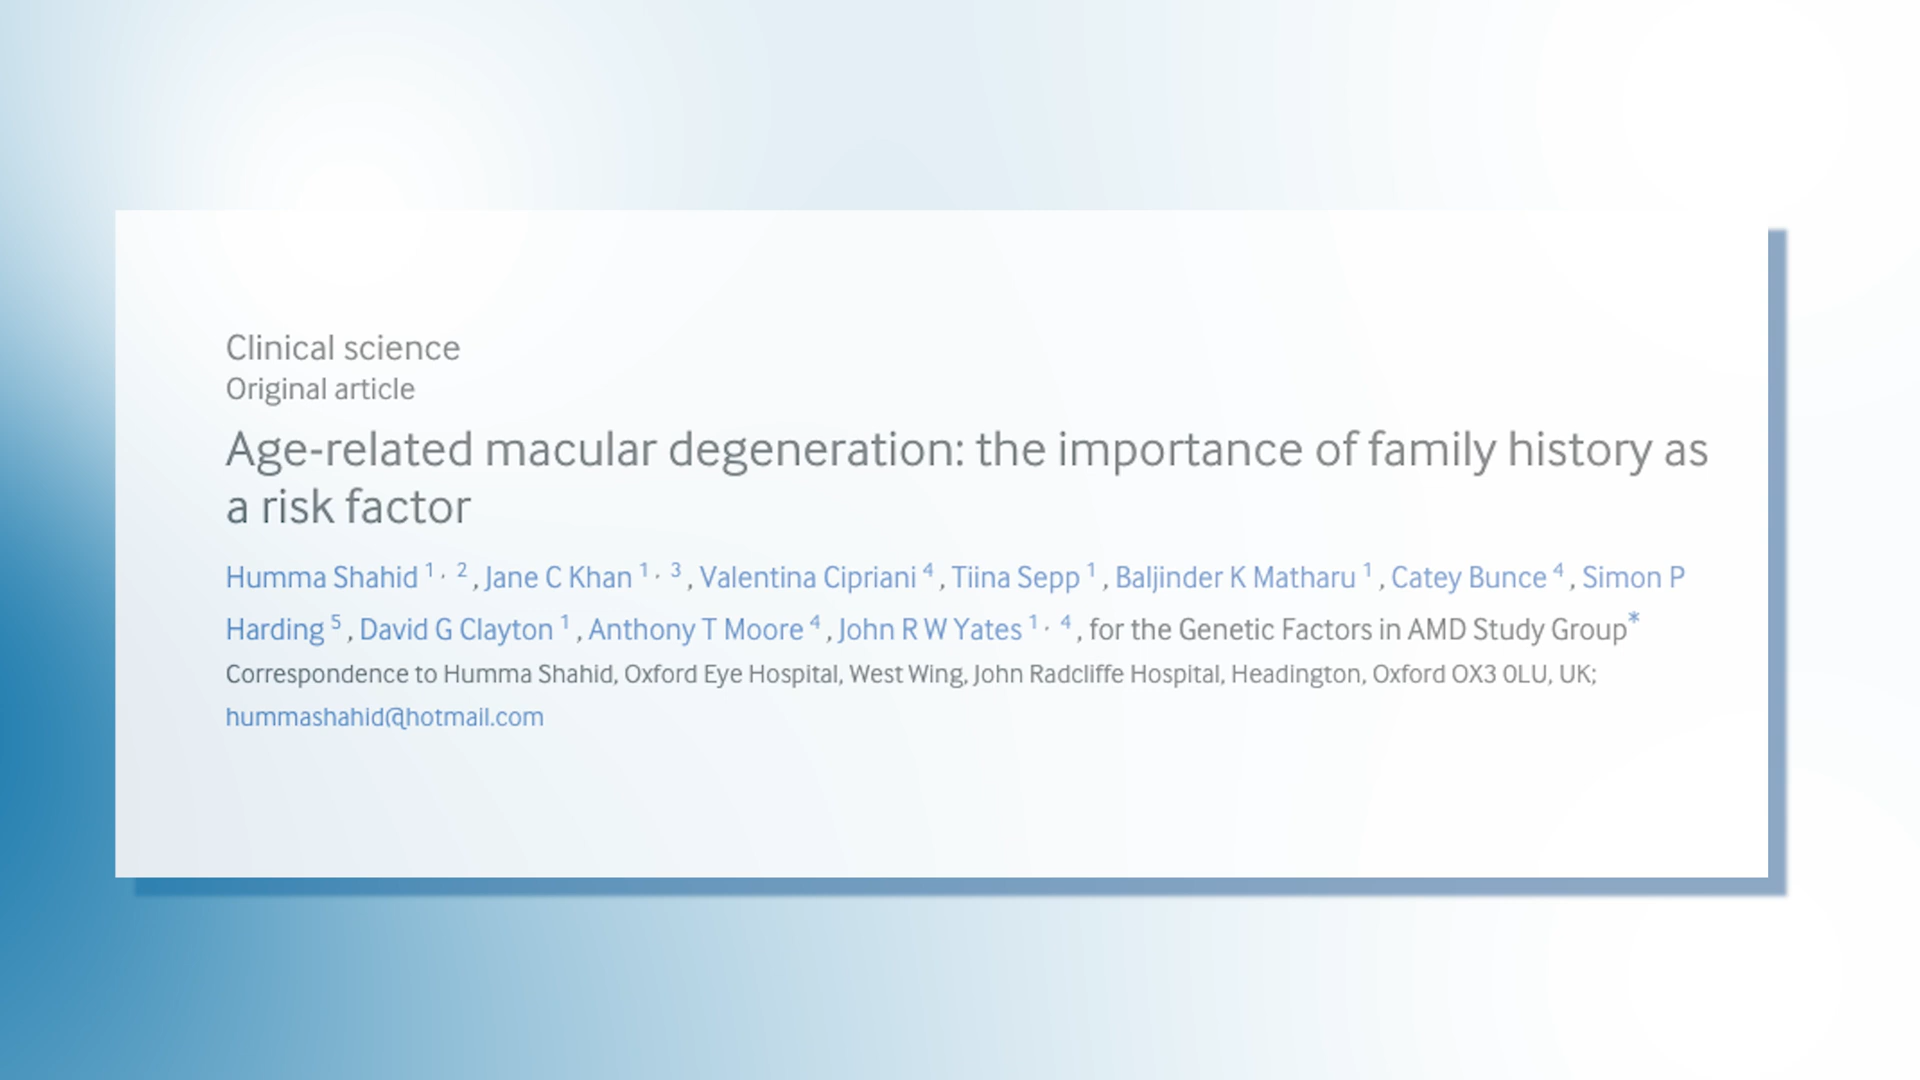 Clinical science
Original article
Age-related macular degeneration: the importance of family history as
a risk factor
Humma Shahid 1, 2, Jane C Khan 1, 3, Valentina Cipriani 4, Tiina Sepp 1, Baljinder K Matharu 1, Catey Bunce 4, Simon P
Harding 5, David G Clayton 1, Anthony T Moore 4, John R W Yates 1, 4, for the Genetic Factors in AMD Study Group*
Correspondence to Humma Shahid, Oxford Eye Hospital, West Wing, John Radcliffe Hospital, Headington, Oxford OX3 0LU, UK;
hummashahid@hotmail.com